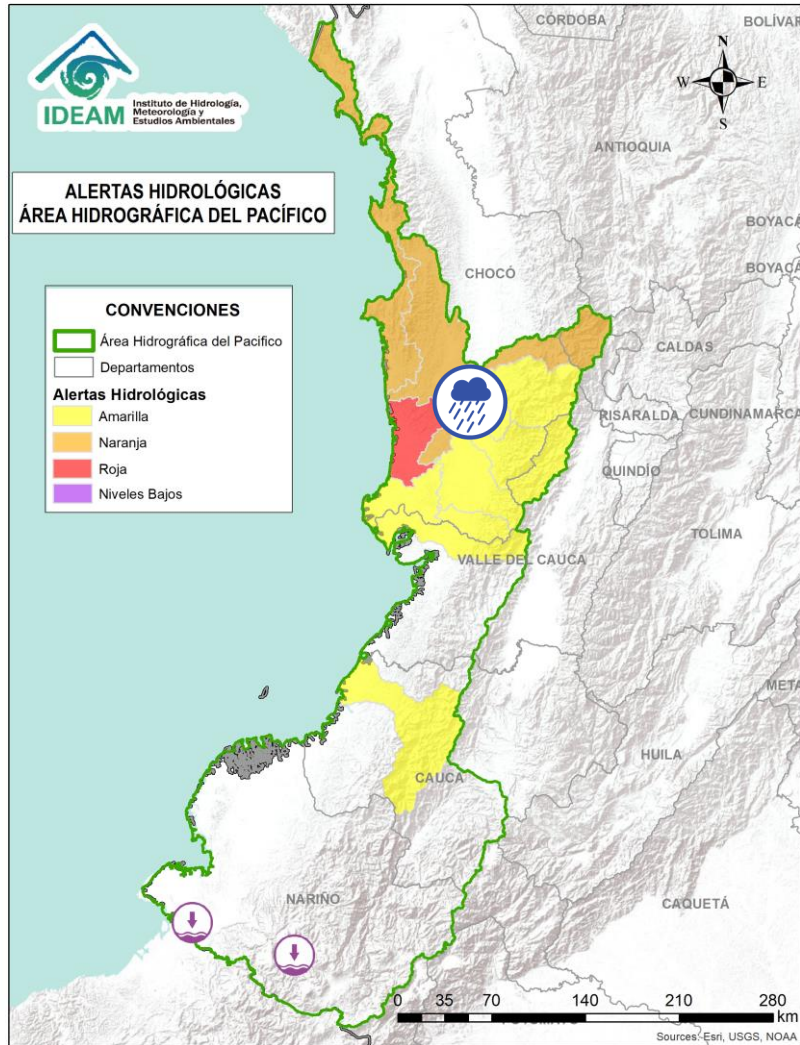 IDEAM
Instituto de Hidrología,
Meteorología y
Estudios Ambientales
ALERTAS HIDROLÓGICAS
ÁREA HIDROGRÁFICA DEL PACÍFICO
CONVENCIONES
Área Hidrográfica del Pacifico
Departamentos
Alertas Hidrológicas
Amarilla
Naranja
Roja
Niveles Bajos
CÓRDOBA
BOLÍVAR
N
W
E
S
ANTIOQUIA
BOYACÁ
BOYACÁ
CHOCÓ
CALDAS
RISARALDA
CUNDINAMARCA
QUINDÍO
TOLIMA
VALLE DEL CAUCA
META
HUILA
CAUCA
NARIÑO
CAQUETÁ
0 35 70 140 210 280
km
Sources: Esri, USGS, NOAA